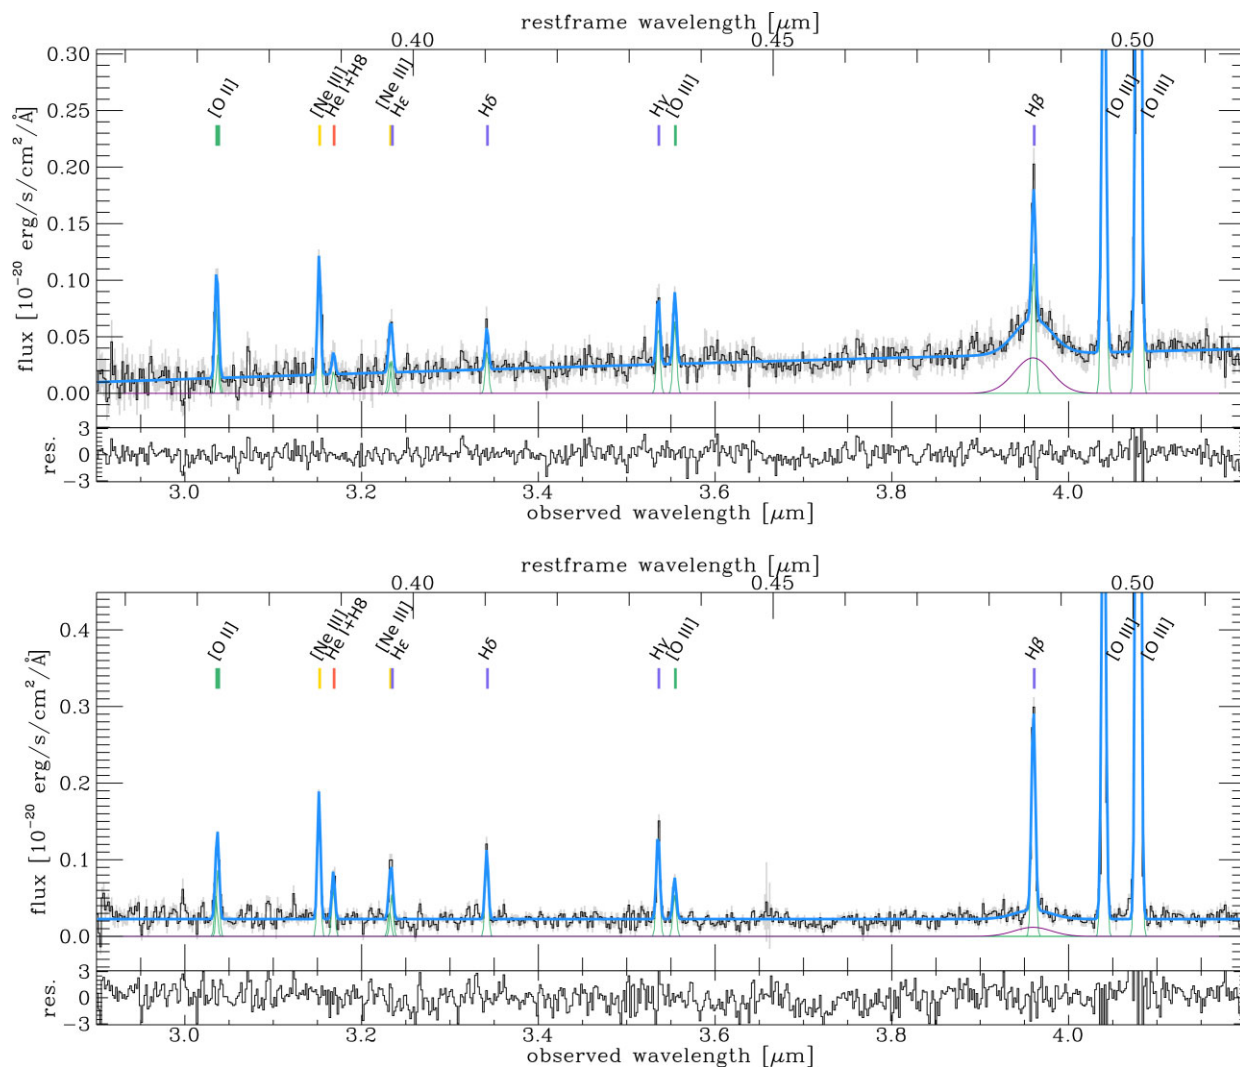 restframe wavelength [μm]
0.40 0.45 0.50
0.30
0.25
0.20
0.15
0.10
0.05
0.00
flux [10⁻²⁰ erg/s/cm²/Å]
[O II] [Ne III] He I+H8 [Ne III] Hε Hδ Hγ [O III] Hβ [O III] [O III]
3
0
−3
res.
3.0 3.2 3.4 3.6 3.8 4.0
observed wavelength [μm]
restframe wavelength [μm]
0.40 0.45 0.50
0.4
0.3
0.2
0.1
0.0
flux [10⁻²⁰ erg/s/cm²/Å]
[O II] [Ne III] He I+H8 [Ne III] Hε Hδ Hγ [O III] Hβ [O III] [O III]
3
0
−3
res.
3.0 3.2 3.4 3.6 3.8 4.0
observed wavelength [μm]